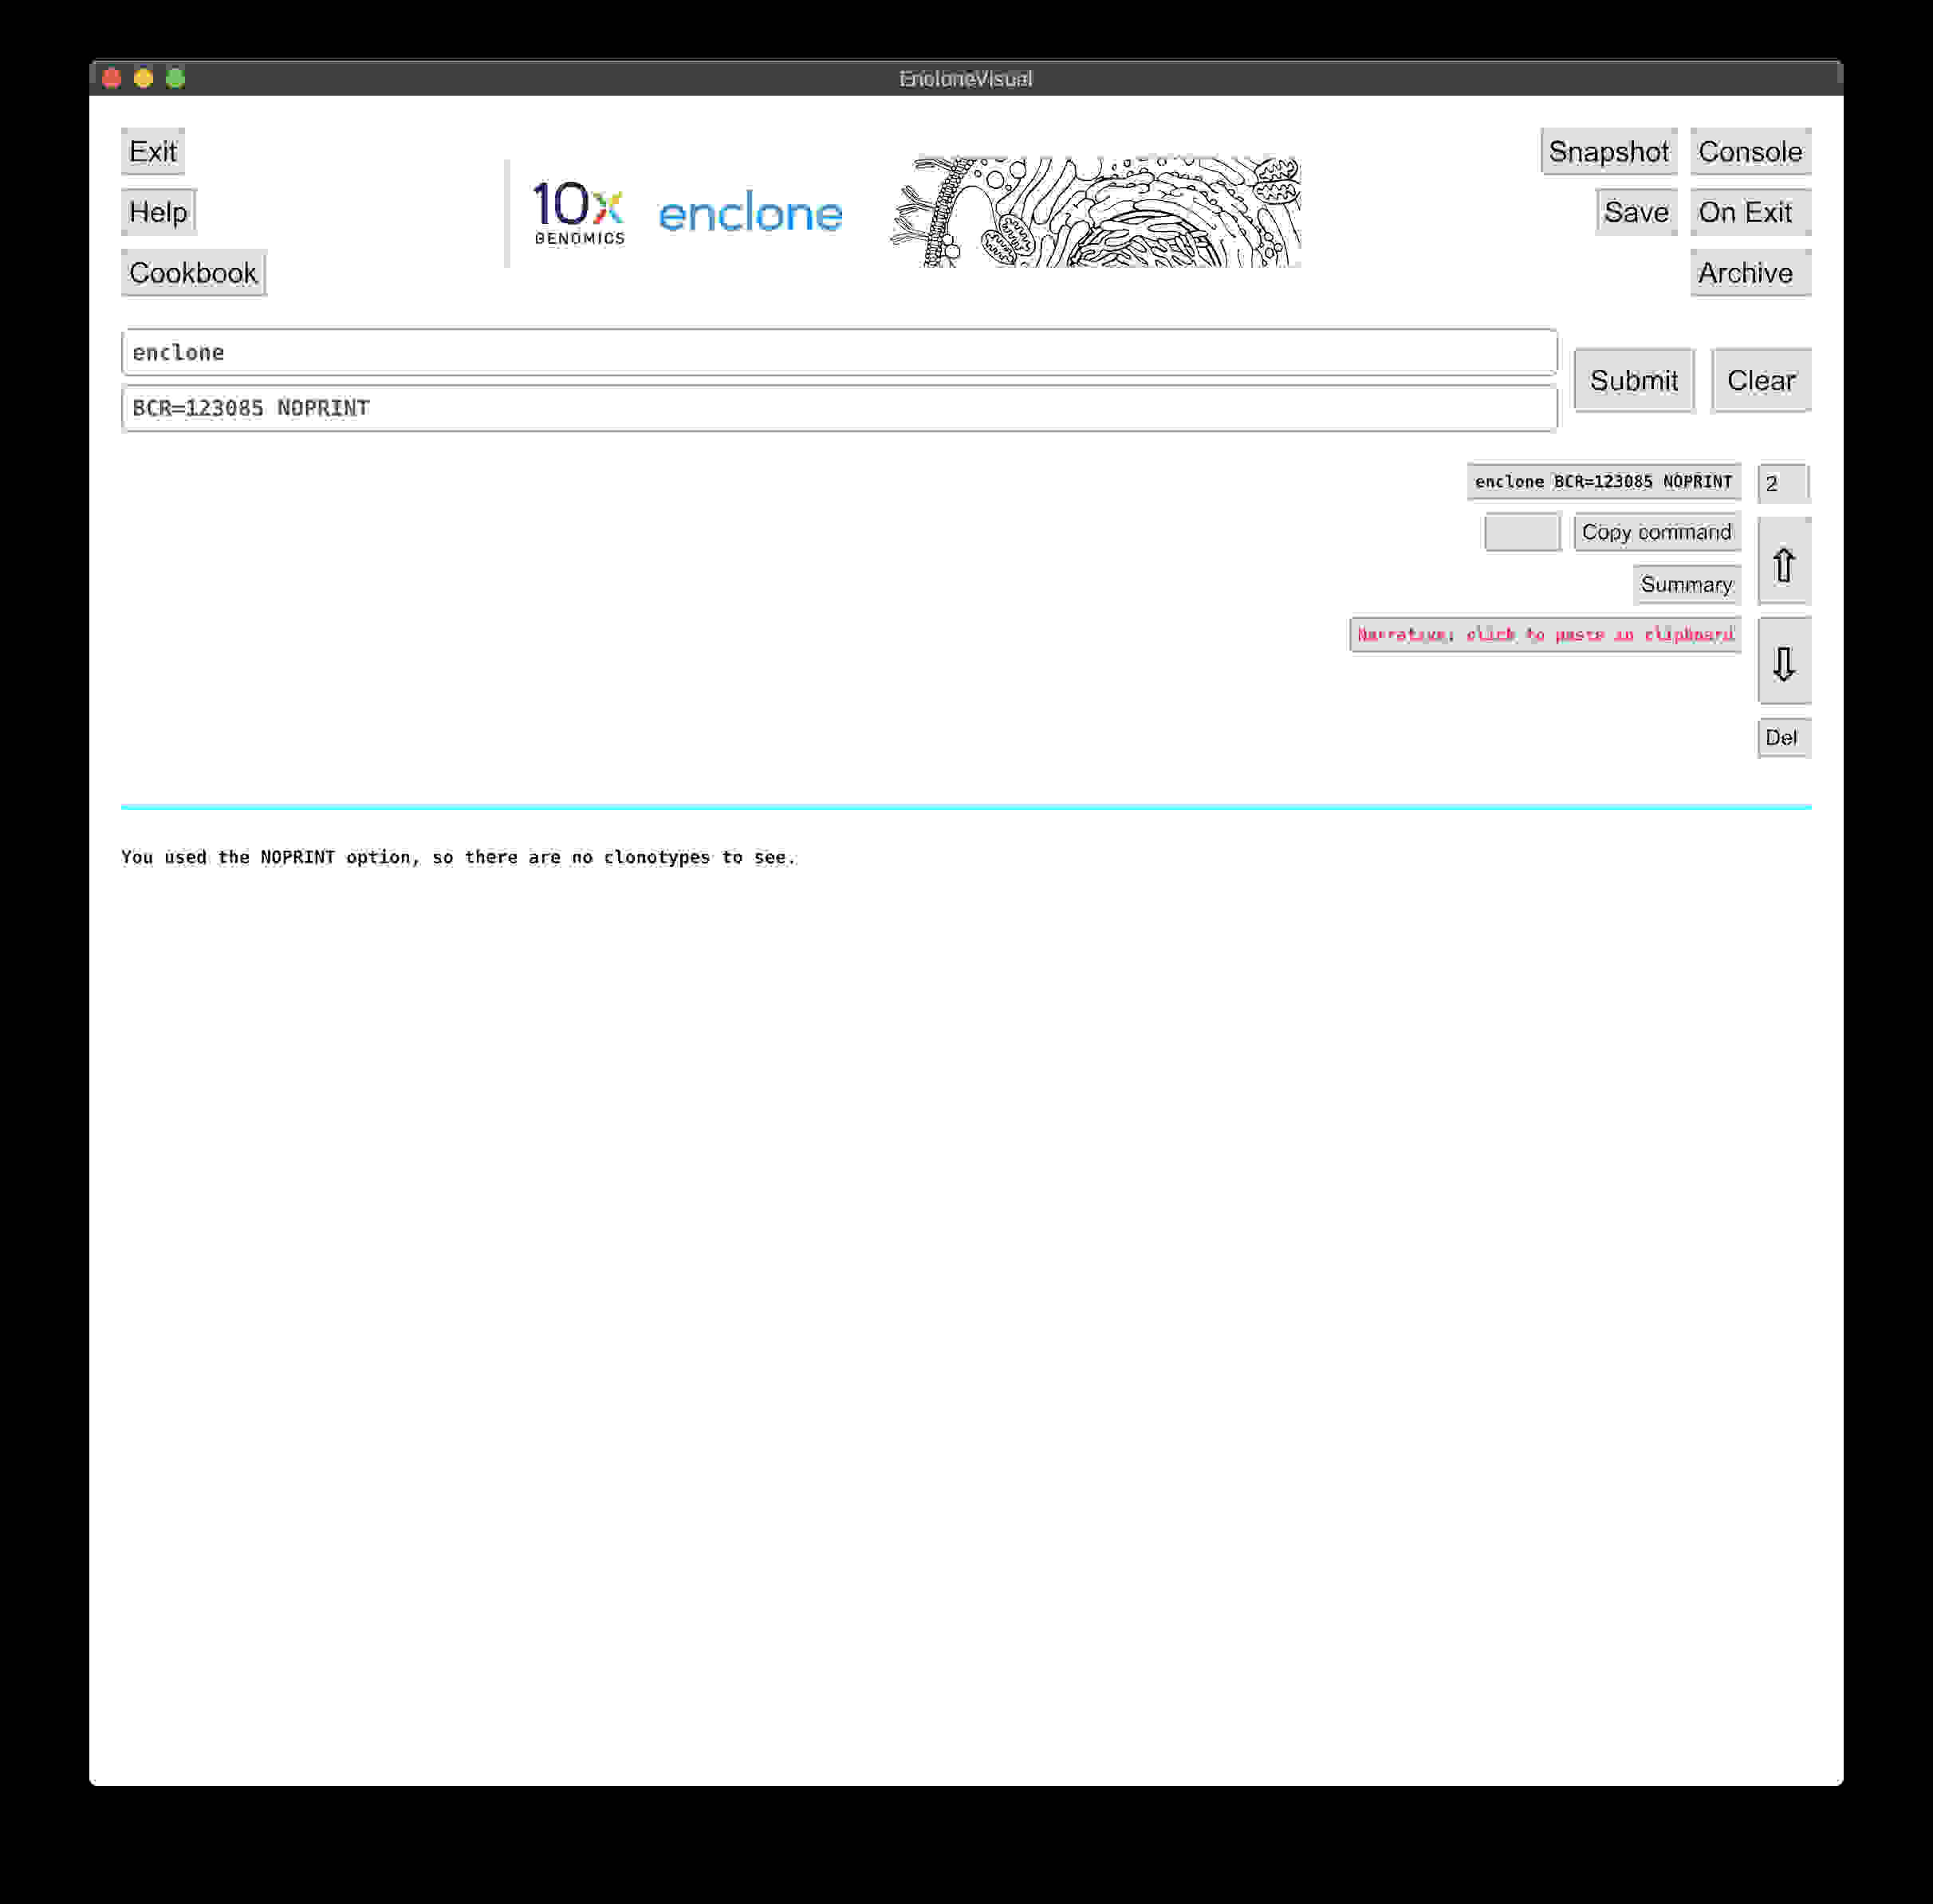 EncloneVisual
Exit
Snapshot Console
Help
10x GENOMICS
enclone
Save On Exit
Cookbook
Archive
enclone
BCR=123085 NOPRINT
Submit Clear
enclone BCR=123085 NOPRINT 2
Copy command
⇧
Summary
Narrative: click to paste in clipboard
⇩
Del
You used the NOPRINT option, so there are no clonotypes to see.